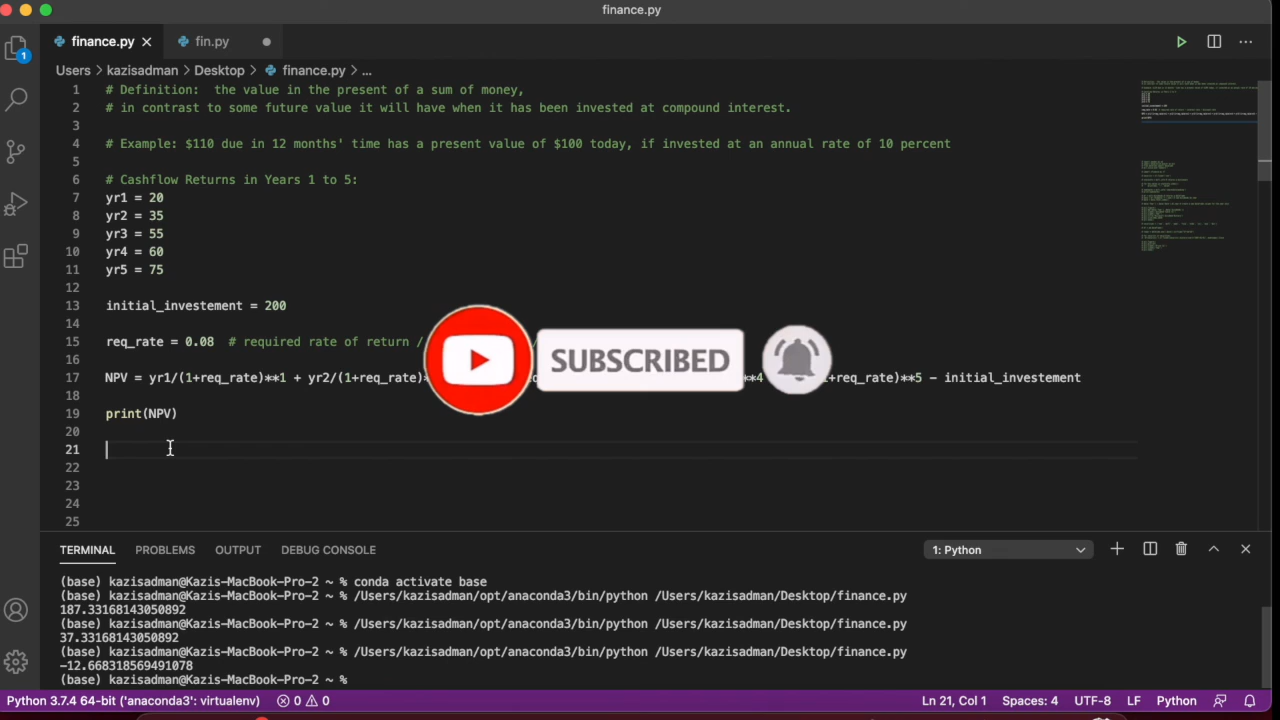 finance.py
finance.py
fin.py
1
Users > kazisadman > Desktop > finance.py > ...
1 # Definition:  the value in the present of a sum of money,
2 # in contrast to some future value it will have when it has been invested at compound interest.
3
4 # Example: $110 due in 12 months' time has a present value of $100 today, if invested at an annual rate of 10 percent
5
6 # Cashflow Returns in Years 1 to 5:
7 yr1 = 20
8 yr2 = 35
9 yr3 = 55
10 yr4 = 60
11 yr5 = 75
12
13 initial_investement = 200
14
15 req_rate = 0.08  # required rate of return /
16
17 NPV = yr1/(1+req_rate)**1 + yr2/(1+req_rate)* **4 +req_rate)**5 - initial_investement
18
19 print(NPV)
20
21
22
23
24
25
SUBSCRIBED
TERMINAL PROBLEMS OUTPUT DEBUG CONSOLE 1: Python
(base) kazisadman@Kazis-MacBook-Pro-2 ~ % conda activate base
(base) kazisadman@Kazis-MacBook-Pro-2 ~ % /Users/kazisadman/opt/anaconda3/bin/python /Users/kazisadman/Desktop/finance.py
187.33168143050892
(base) kazisadman@Kazis-MacBook-Pro-2 ~ % /Users/kazisadman/opt/anaconda3/bin/python /Users/kazisadman/Desktop/finance.py
37.33168143050892
(base) kazisadman@Kazis-MacBook-Pro-2 ~ % /Users/kazisadman/opt/anaconda3/bin/python /Users/kazisadman/Desktop/finance.py
-12.668318569491078
(base) kazisadman@Kazis-MacBook-Pro-2 ~ %
Python 3.7.4 64-bit ('anaconda3': virtualenv) 0 0 Ln 21, Col 1 Spaces: 4 UTF-8 LF Python